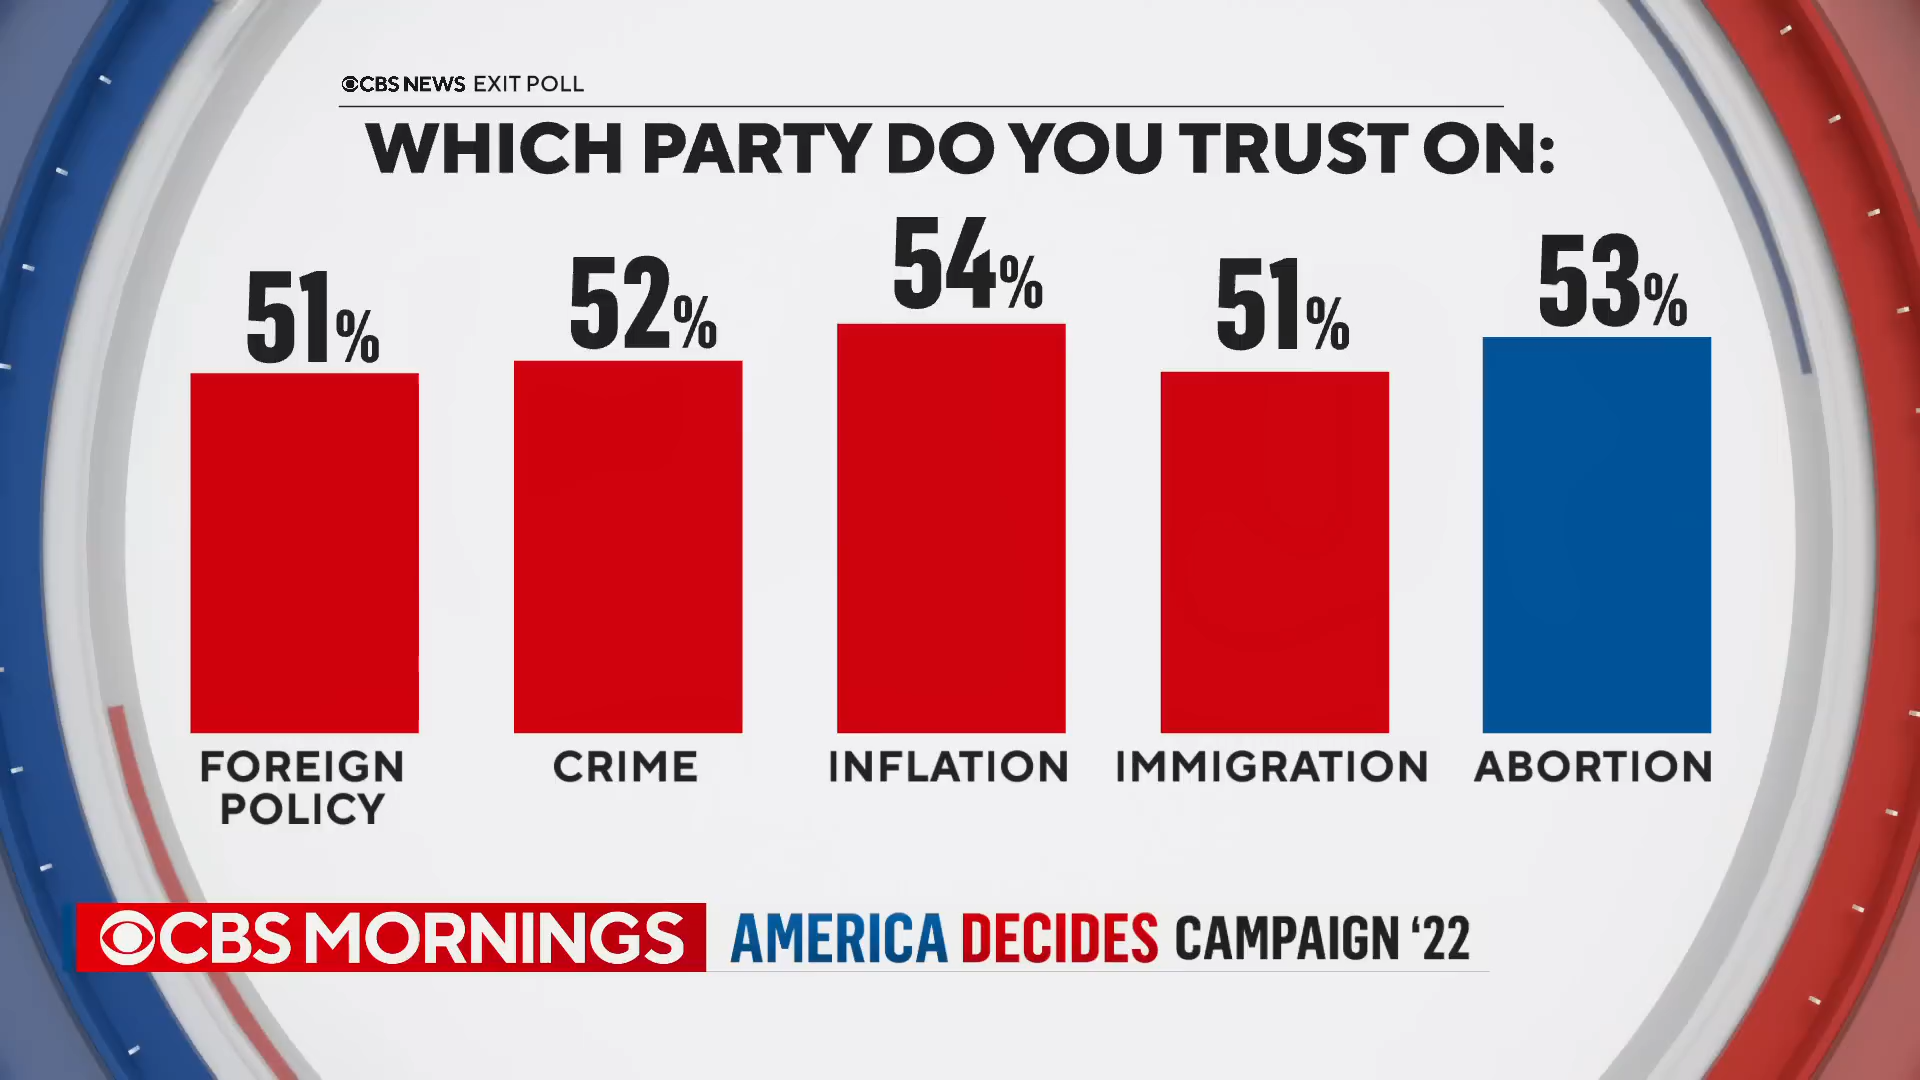 CBS NEWS EXIT POLL
WHICH PARTY DO YOU TRUST ON:
51% 52% 54% 51% 53%
FOREIGN POLICY CRIME INFLATION IMMIGRATION ABORTION
CBS MORNINGS AMERICA DECIDES CAMPAIGN ‘22